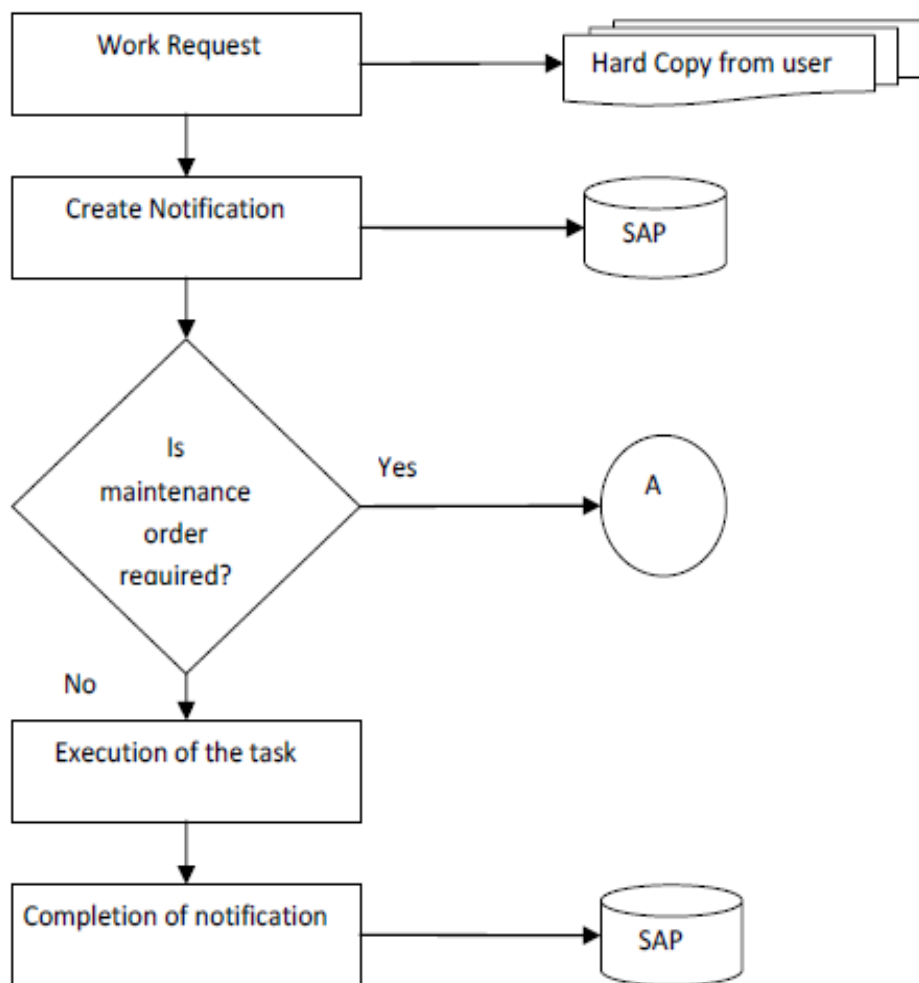 Work Request
Hard Copy from user
Create Notification
SAP
Is
maintenance
order
required?
Yes
A
No
Execution of the task
Completion of notification
SAP